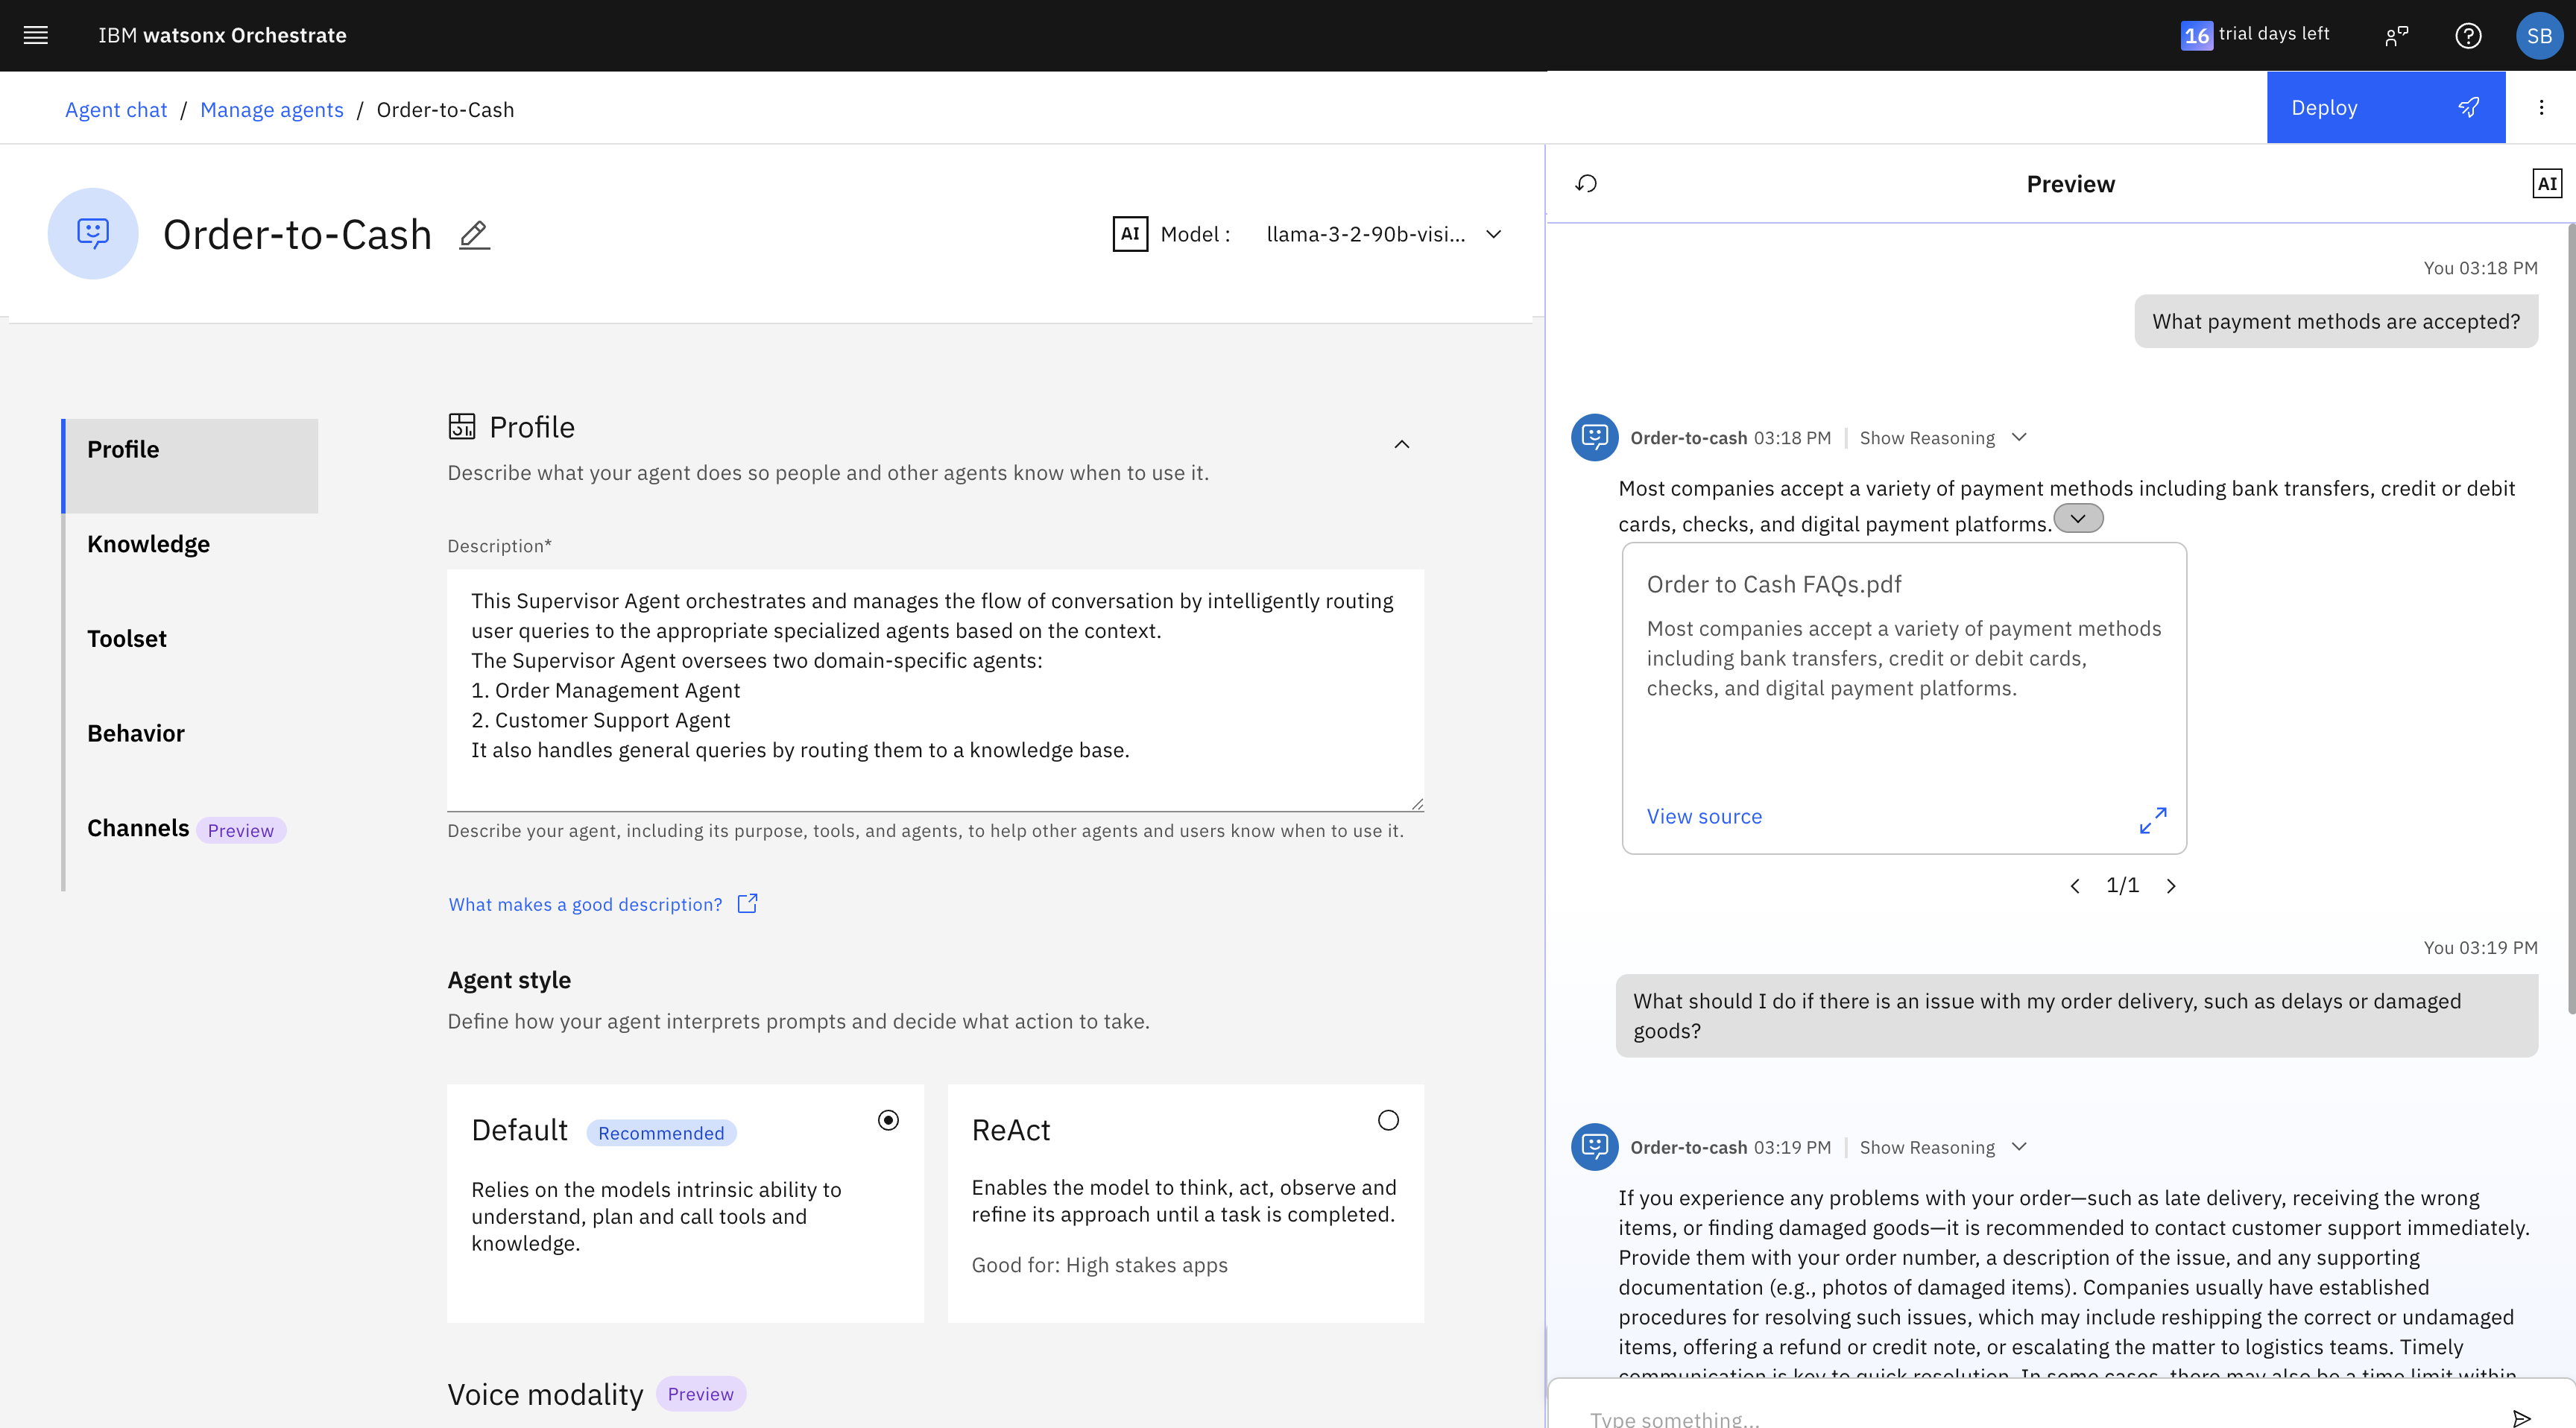 IBM watsonx Orchestrate
16 trial days left
SB
Agent chat / Manage agents / Order-to-Cash
Deploy
Order-to-Cash
AI Model : llama-3-2-90b-visi...
Profile
Knowledge
Toolset
Behavior
Channels Preview
Profile
Describe what your agent does so people and other agents know when to use it.
Description*
This Supervisor Agent orchestrates and manages the flow of conversation by intelligently routing
user queries to the appropriate specialized agents based on the context.
The Supervisor Agent oversees two domain-specific agents:
1. Order Management Agent
2. Customer Support Agent
It also handles general queries by routing them to a knowledge base.
Describe your agent, including its purpose, tools, and agents, to help other agents and users know when to use it.
What makes a good description?
Agent style
Define how your agent interprets prompts and decide what action to take.
Default Recommended
Relies on the models intrinsic ability to
understand, plan and call tools and
knowledge.
ReAct
Enables the model to think, act, observe and
refine its approach until a task is completed.
Good for: High stakes apps
Voice modality Preview
Preview
AI
You 03:18 PM
What payment methods are accepted?
Order-to-cash 03:18 PM | Show Reasoning
Most companies accept a variety of payment methods including bank transfers, credit or debit
cards, checks, and digital payment platforms.
Order to Cash FAQs.pdf
Most companies accept a variety of payment methods
including bank transfers, credit or debit cards,
checks, and digital payment platforms.
View source
1/1
You 03:19 PM
What should I do if there is an issue with my order delivery, such as delays or damaged
goods?
Order-to-cash 03:19 PM | Show Reasoning
If you experience any problems with your order—such as late delivery, receiving the wrong
items, or finding damaged goods—it is recommended to contact customer support immediately.
Provide them with your order number, a description of the issue, and any supporting
documentation (e.g., photos of damaged items). Companies usually have established
procedures for resolving such issues, which may include reshipping the correct or undamaged
items, offering a refund or credit note, or escalating the matter to logistics teams. Timely
communication is key to quick resolution. In some cases, there may also be a time limit within
Type something...